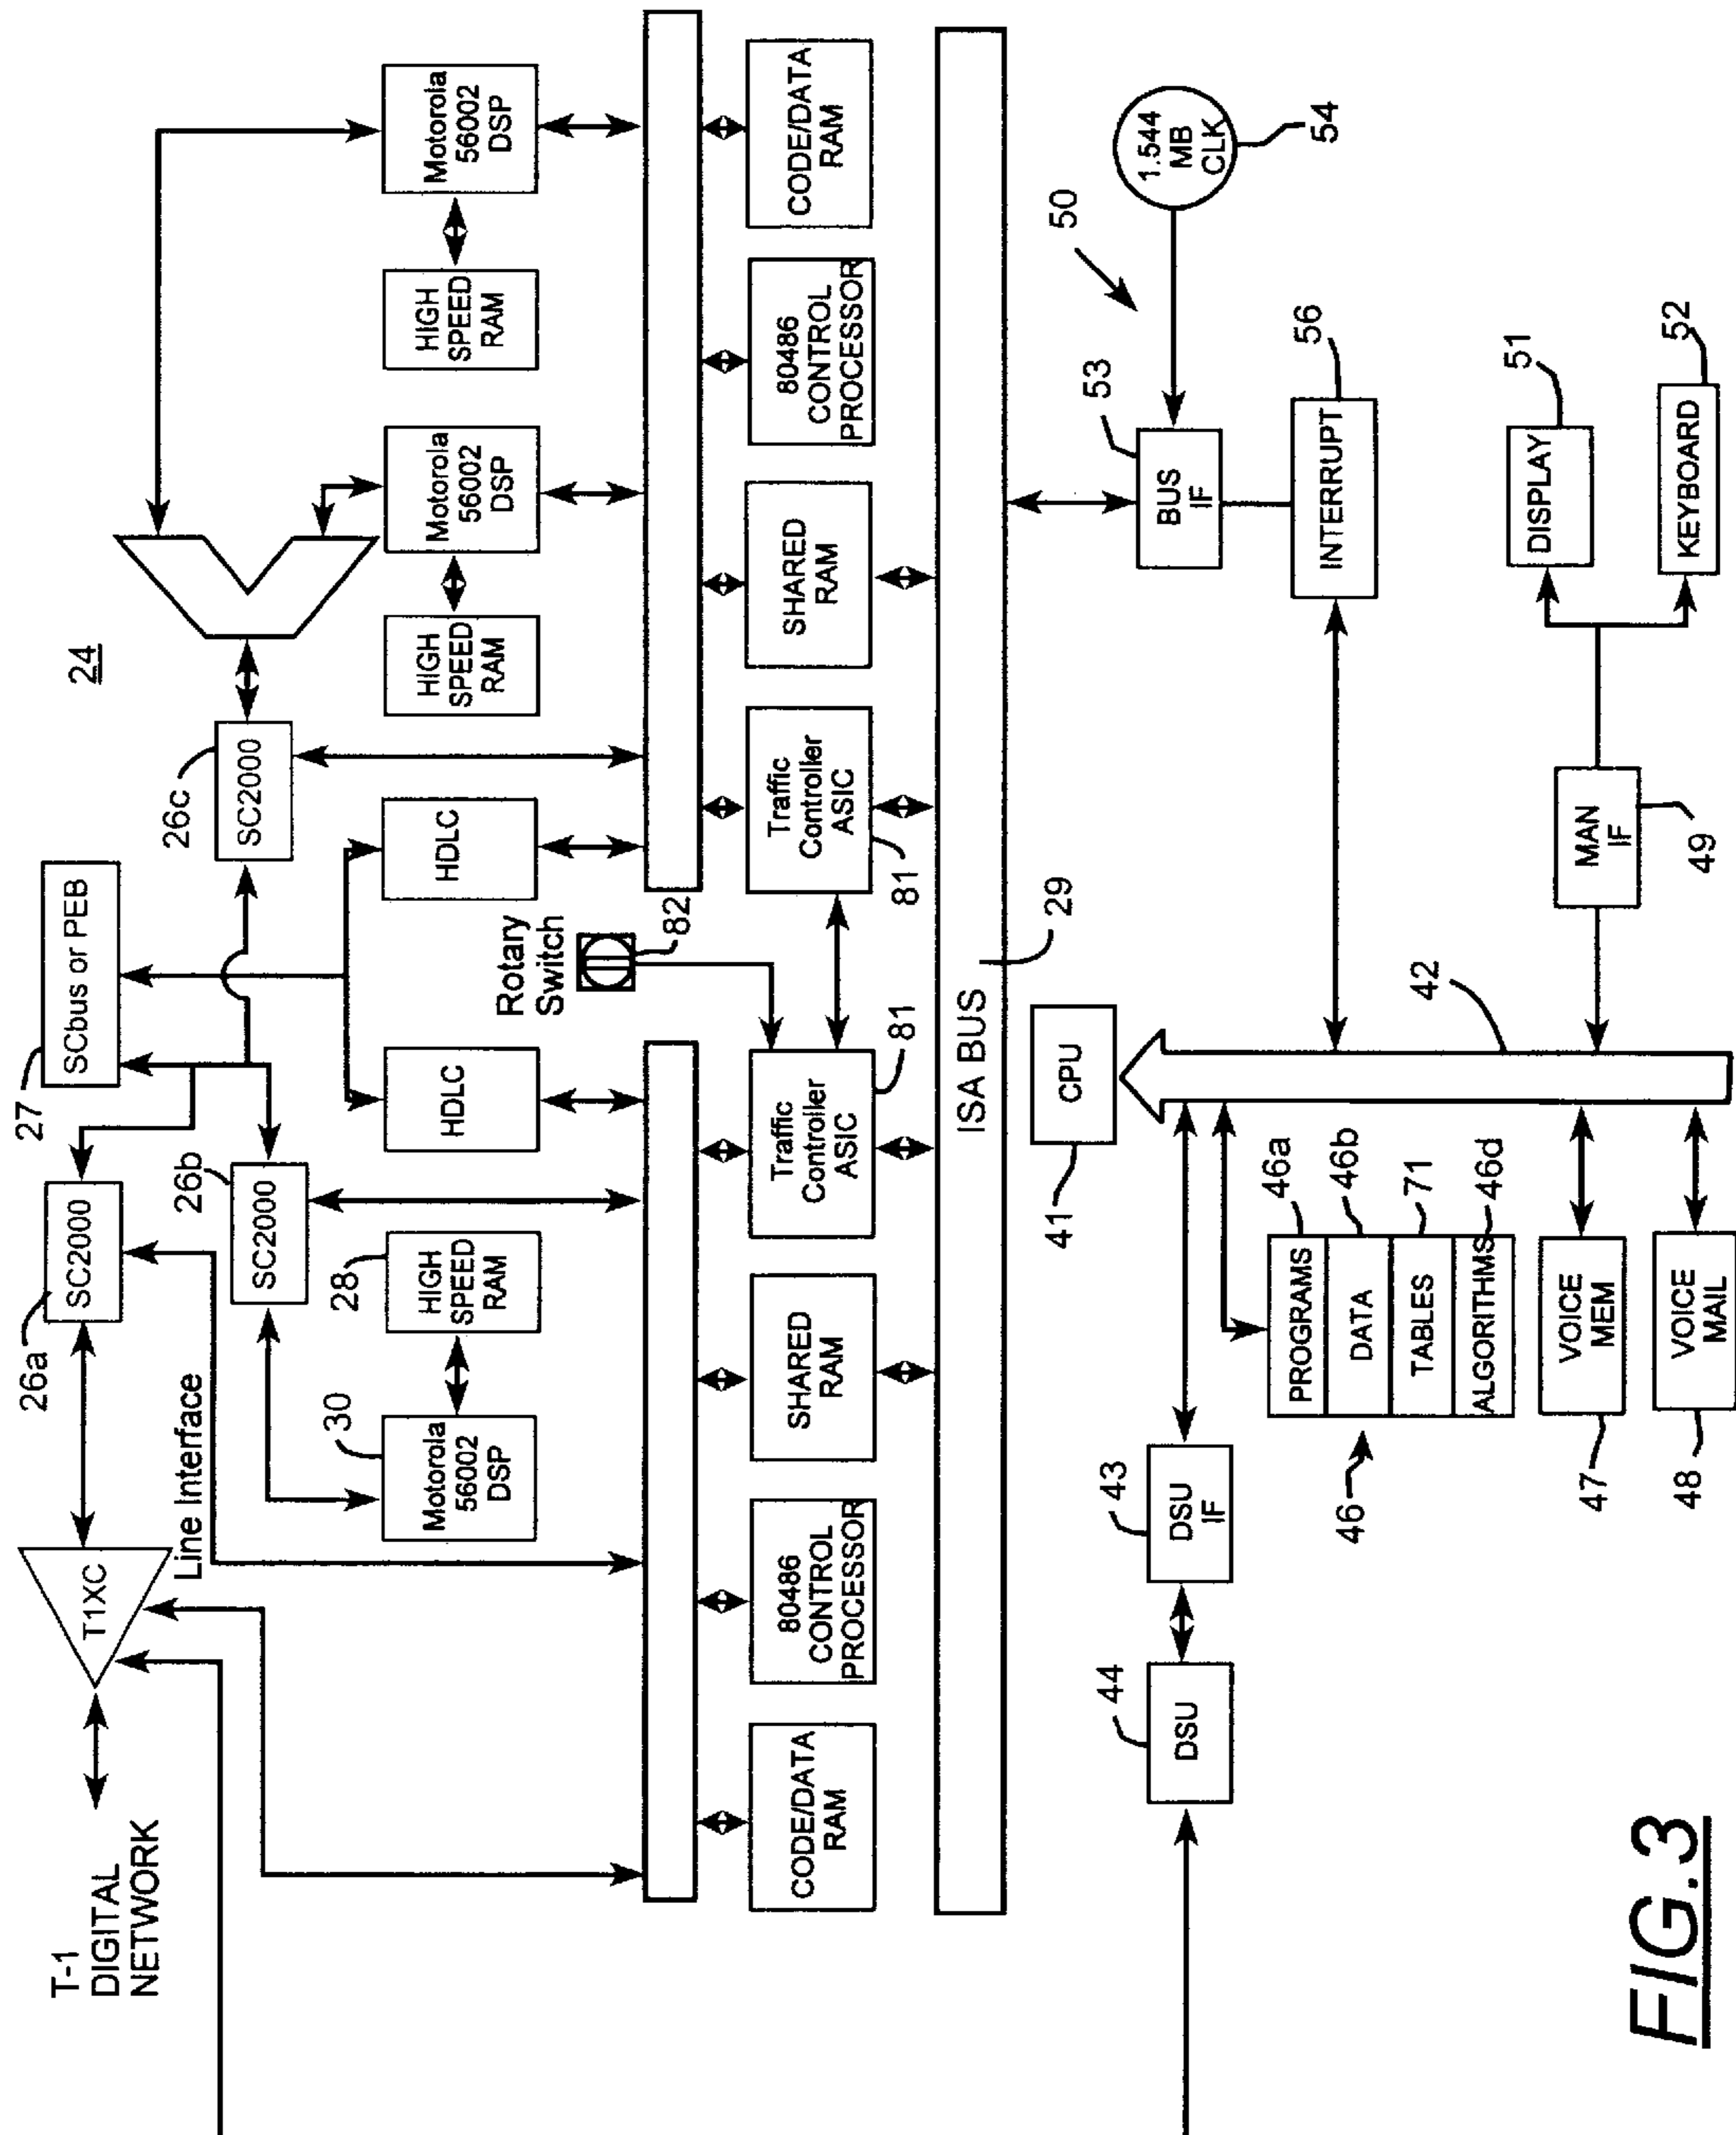 T-1
DIGITAL
NETWORK
T1XC
Line Interface
26a
SC2000
27
SCbus or PEB
26b
SC2000
26c
SC2000
24
30
Motorola
56002
DSP
28
HIGH
SPEED
RAM
HDLC
Rotary
Switch
82
HDLC
HIGH
SPEED
RAM
Motorola
56002
DSP
HIGH
SPEED
RAM
Motorola
56002
DSP
CODE/DATA
RAM
80486
CONTROL
PROCESSOR
SHARED
RAM
Traffic
Controller
ASIC
81
Traffic
Controller
ASIC
81
SHARED
RAM
80486
CONTROL
PROCESSOR
CODE/DATA
RAM
ISA BUS
29
44
DSU
43
DSU
IF
41
CPU
42
46
PROGRAMS
46a
DATA
46b
TABLES
71
ALGORITHMS
46d
47
VOICE
MEM
48
VOICE
MAIL
50
53
BUS
IF
1.544
MB
CLK
54
INTERRUPT
56
MAN
IF
49
DISPLAY
51
KEYBOARD
52
FIG.3